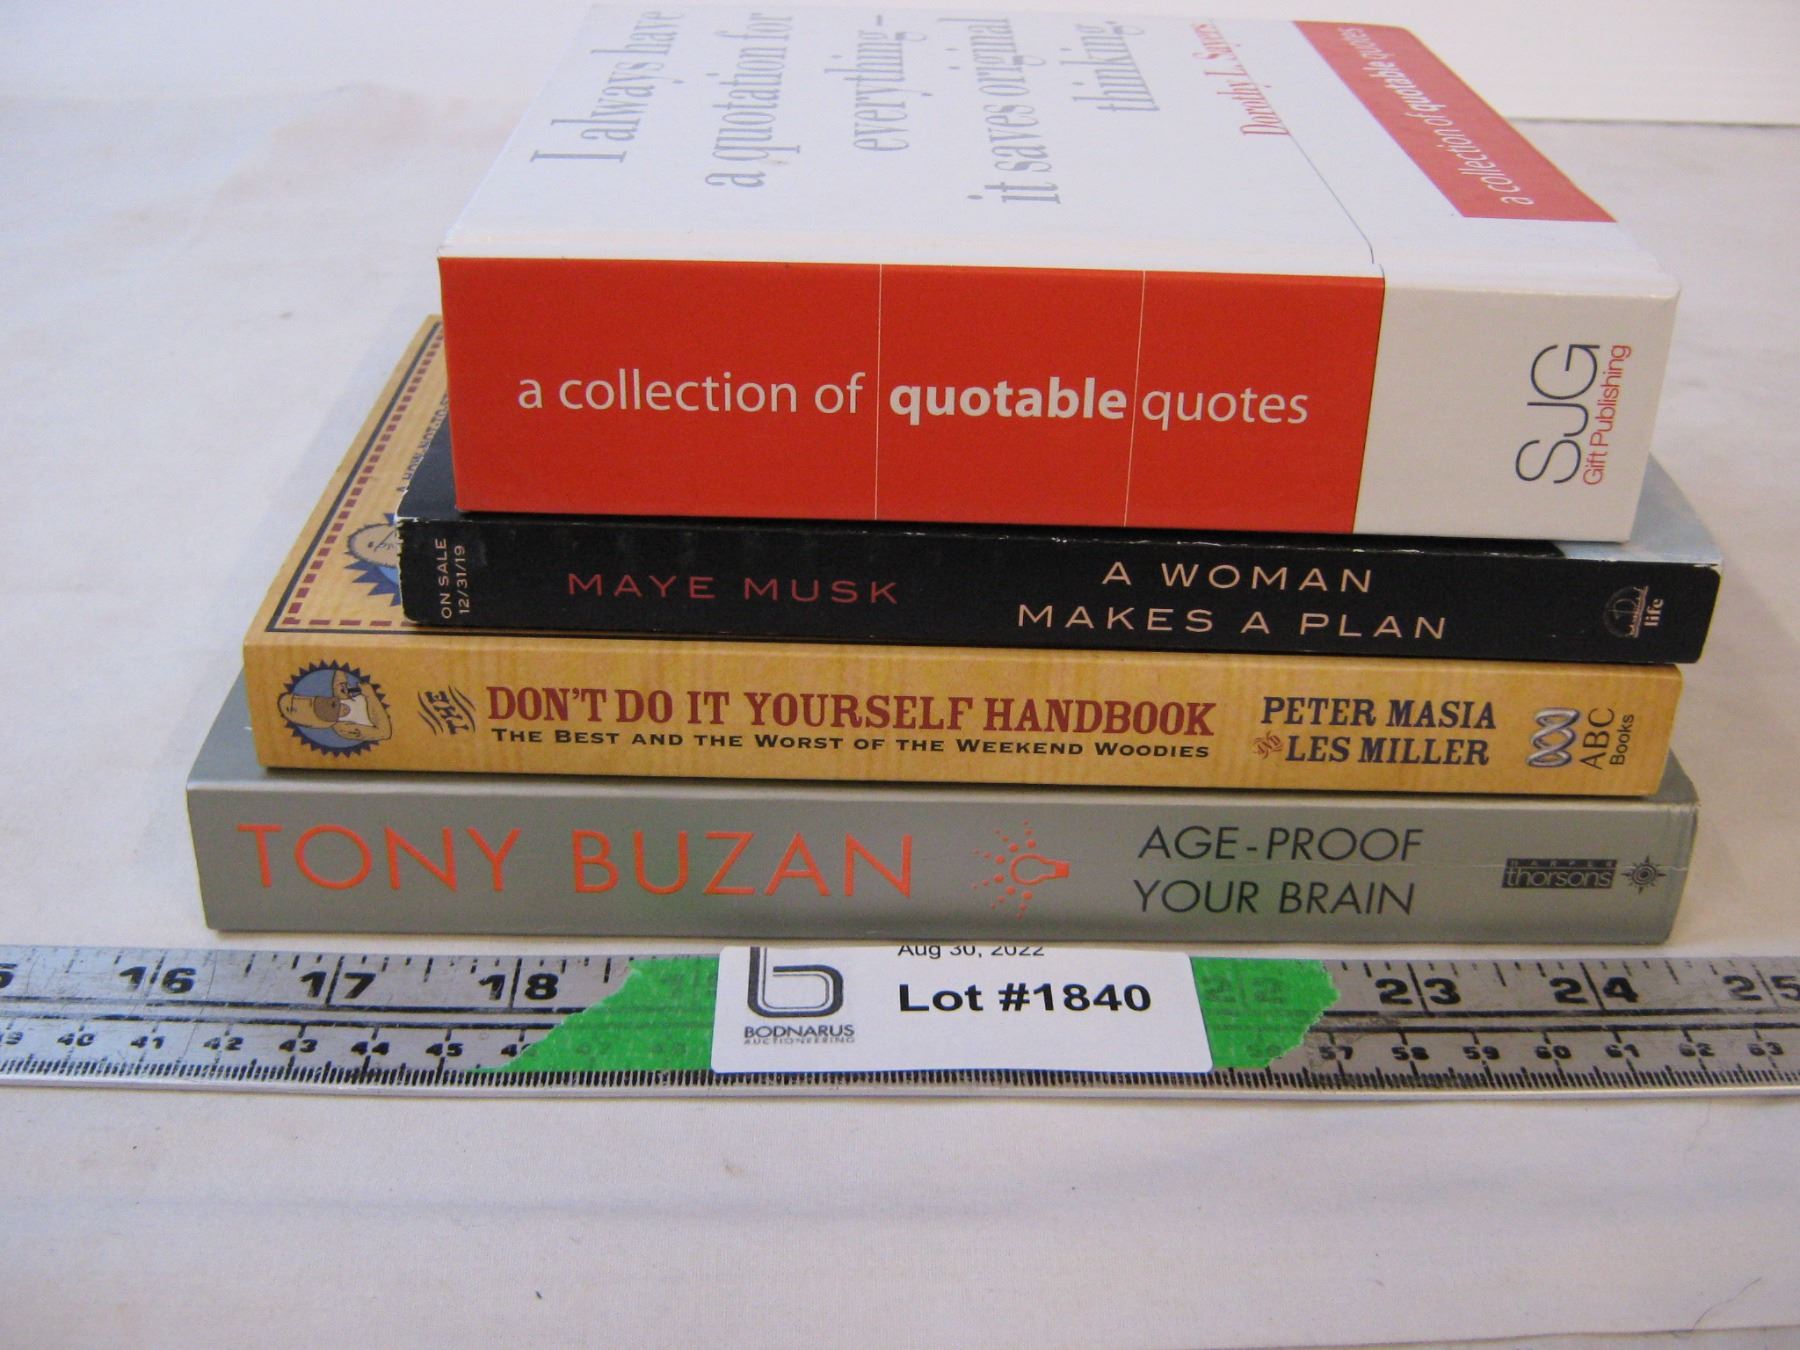 I always have
a quotation for
everything –
it saves original
thinking.
Dorothy L. Sayers
a collection of quotable quotes
a collection of quotable quotes
SJG
Gift Publishing
ON SALE
12/31/19
MAYE MUSK
A WOMAN
MAKES A PLAN
life
THE
DON'T DO IT YOURSELF HANDBOOK
THE BEST AND THE WORST OF THE WEEKEND WOODIES
PETER MASIA
AND LES MILLER
ABC
Books
TONY BUZAN
AGE-PROOF
YOUR BRAIN
HARPER
thorsons
Aug 30, 2022
Lot #1840
BODNARUS
AUCTIONEERING
16 17 18 23 24 25
40 41 42 43 44 45 57 58 59 60 61 62 63